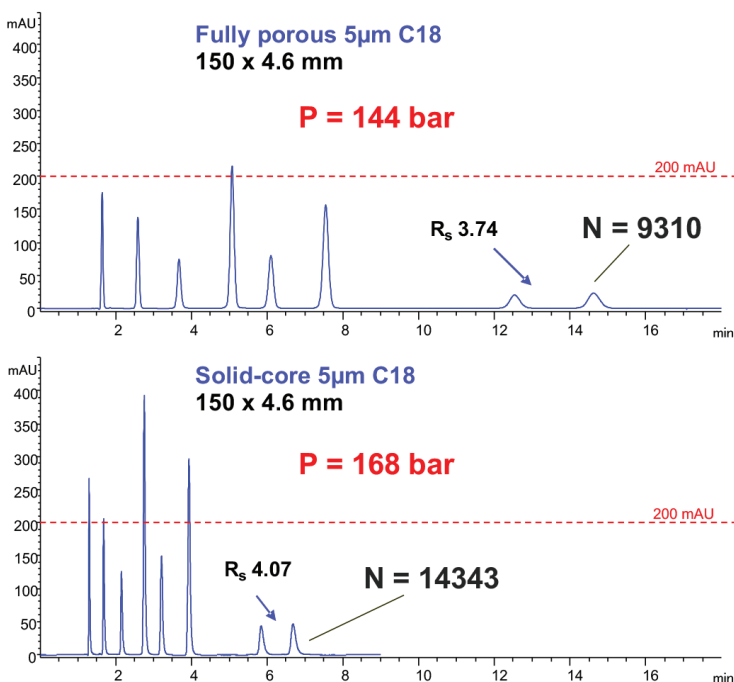 mAU
Fully porous 5µm C18
400
150 x 4.6 mm
350
300
P = 144 bar
250
200 mAU
200
150
Rs 3.74
N = 9310
100
50
0
2 4 6 8 10 12 14 16 min
mAU
Solid-core 5µm C18
400
150 x 4.6 mm
350
300
P = 168 bar
250
200 mAU
200
150
Rs 4.07
N = 14343
100
50
0
2 4 6 8 10 12 14 16 min